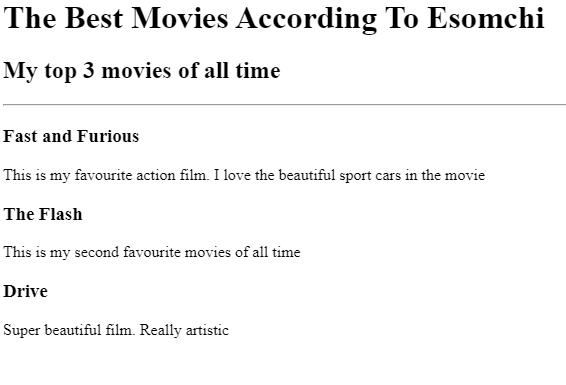 The Best Movies According To Esomchi
My top 3 movies of all time
Fast and Furious
This is my favourite action film. I love the beautiful sport cars in the movie
The Flash
This is my second favourite movies of all time
Drive
Super beautiful film. Really artistic